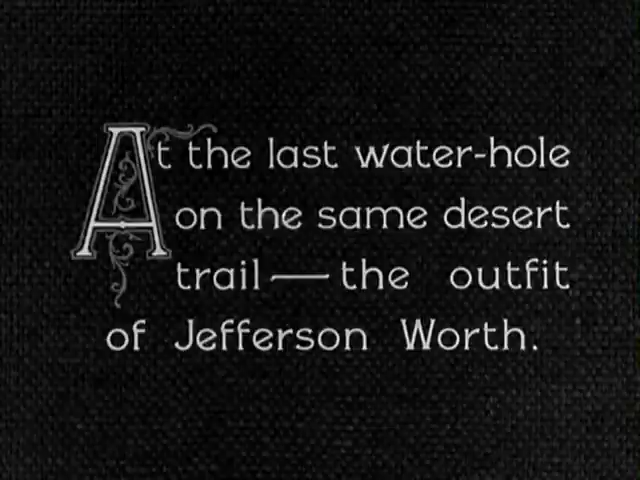 At the last water-hole
on the same desert
trail — the outfit
of Jefferson Worth.